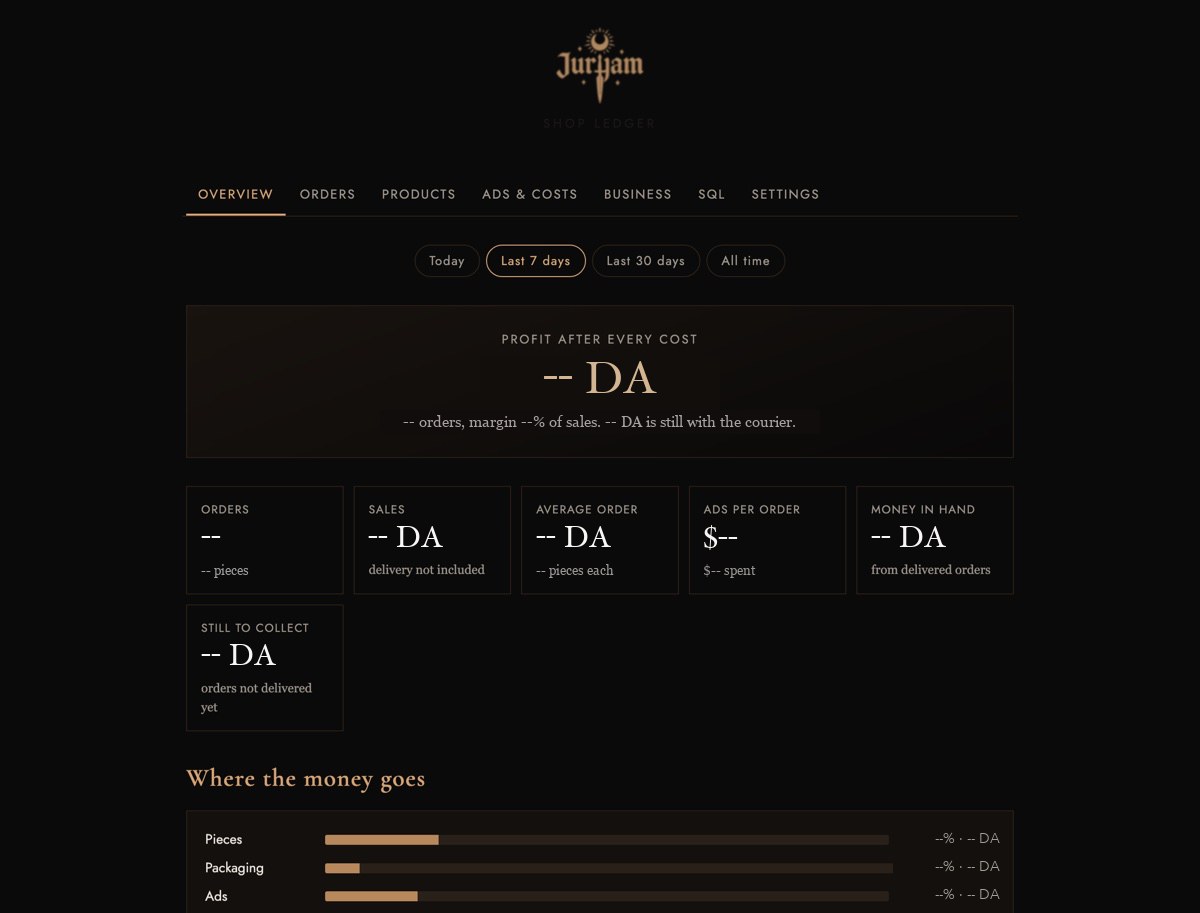 Jurham
SHOP LEDGER
OVERVIEW ORDERS PRODUCTS ADS & COSTS BUSINESS SQL SETTINGS
Today Last 7 days Last 30 days All time
PROFIT AFTER EVERY COST
-- DA
-- orders, margin --% of sales. -- DA is still with the courier.
ORDERS SALES AVERAGE ORDER ADS PER ORDER MONEY IN HAND
-- -- DA -- DA $-- -- DA
-- pieces delivery not included -- pieces each $-- spent from delivered orders
STILL TO COLLECT
-- DA
orders not delivered
yet
Where the money goes
Pieces --% · -- DA
Packaging --% · -- DA
Ads --% · -- DA